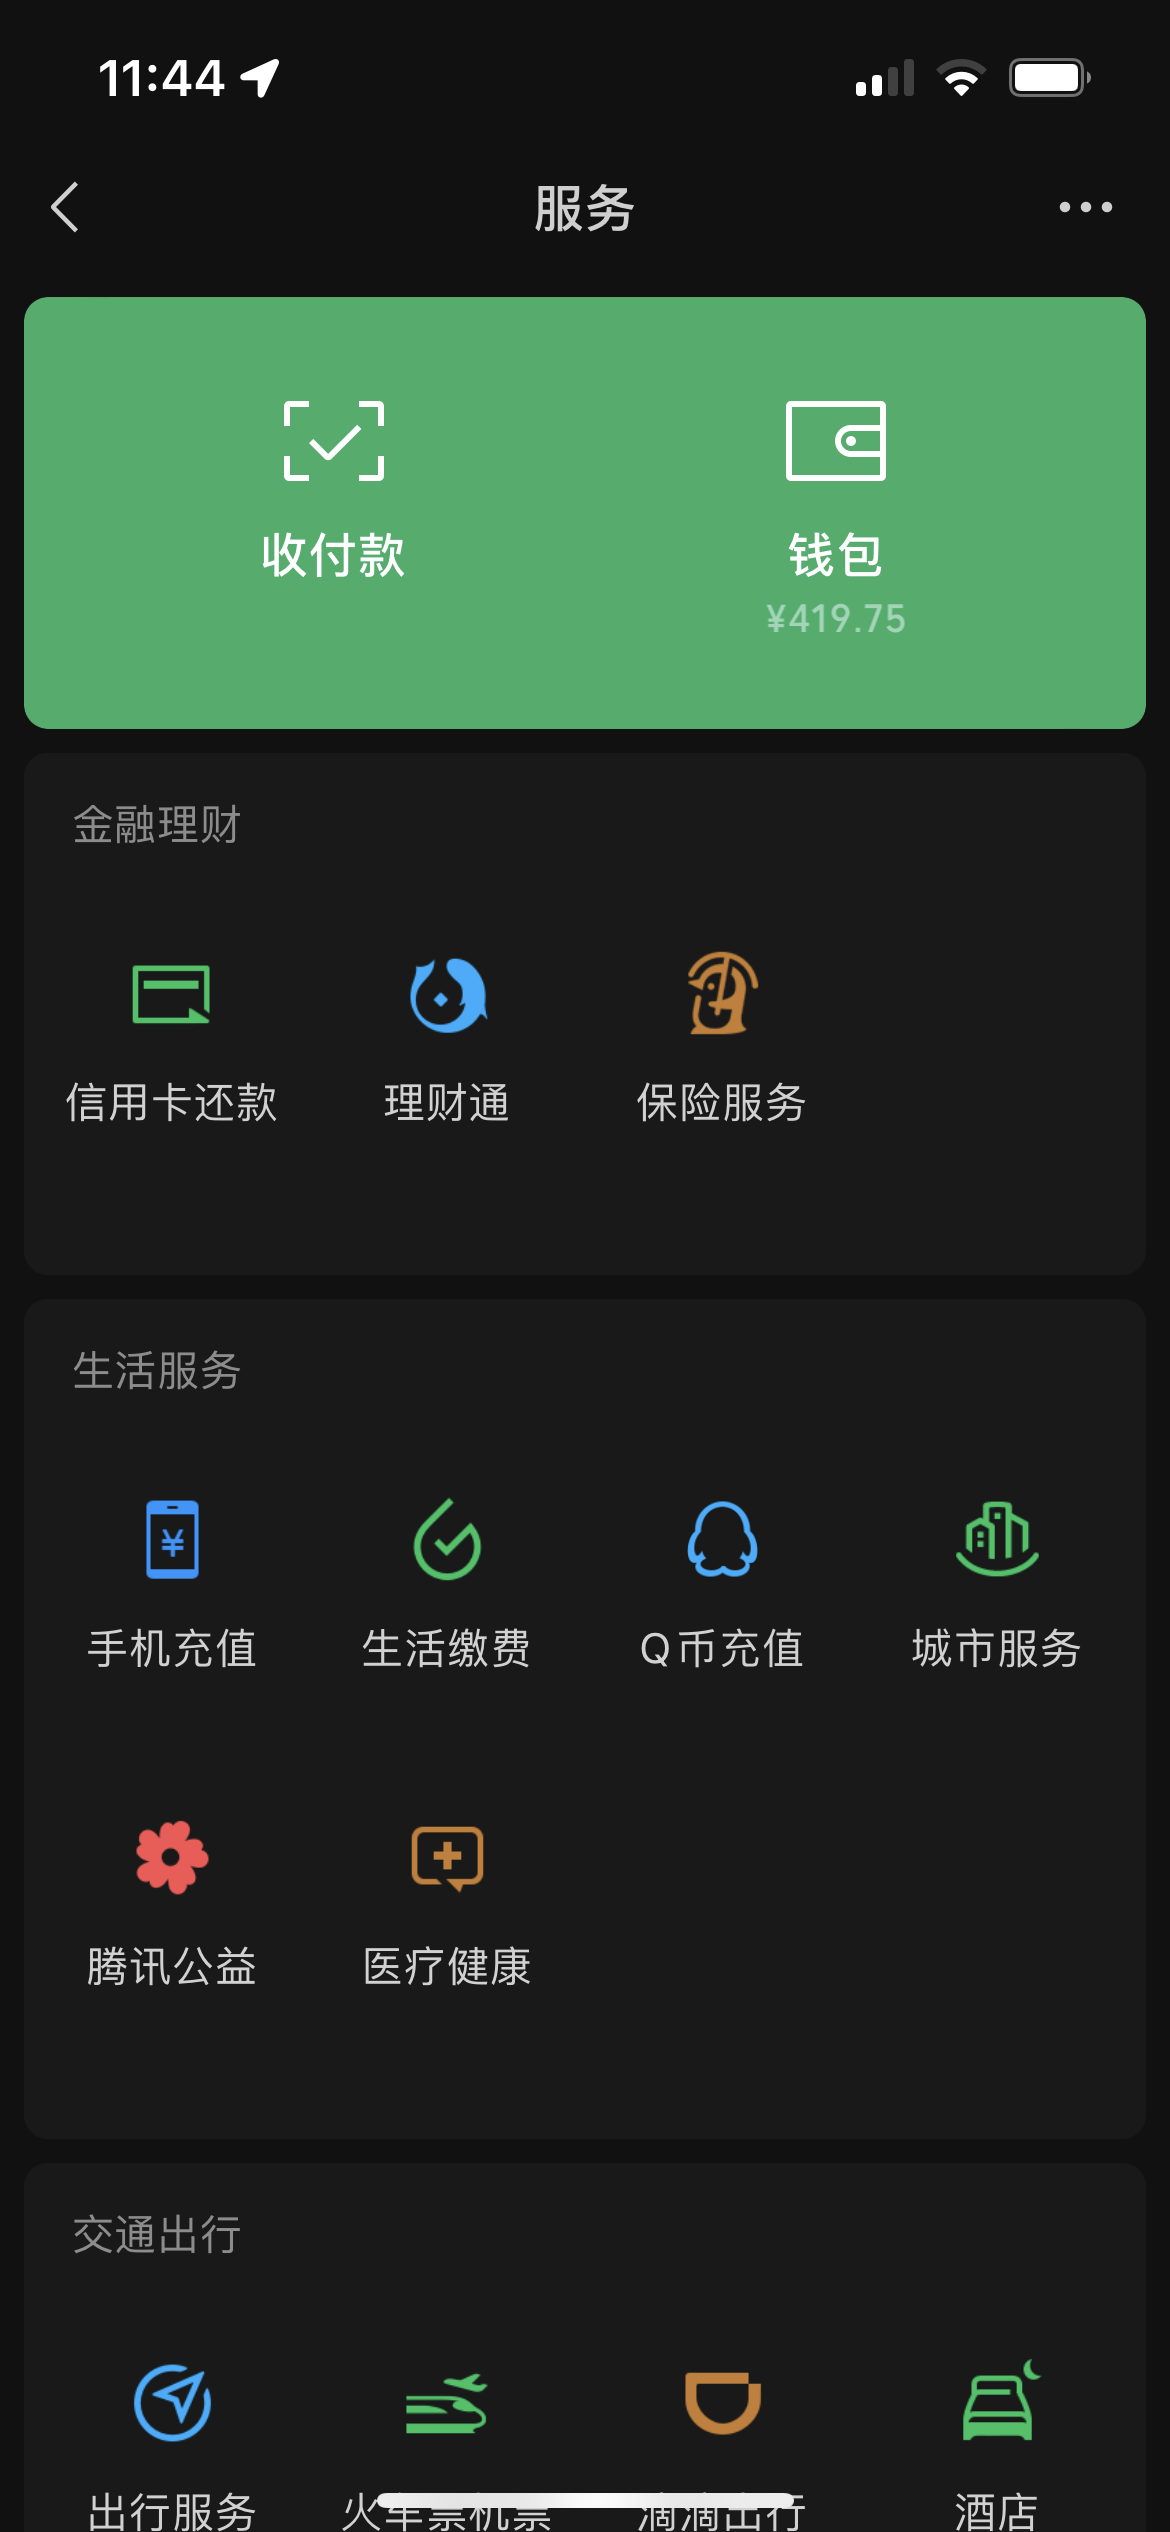 11:44
服务
收付款
钱包
¥419.75
金融理财
信用卡还款
理财通
保险服务
生活服务
¥
手机充值
生活缴费
Q币充值
城市服务
腾讯公益
医疗健康
交通出行
出行服务
火车票机票
滴滴出行
酒店